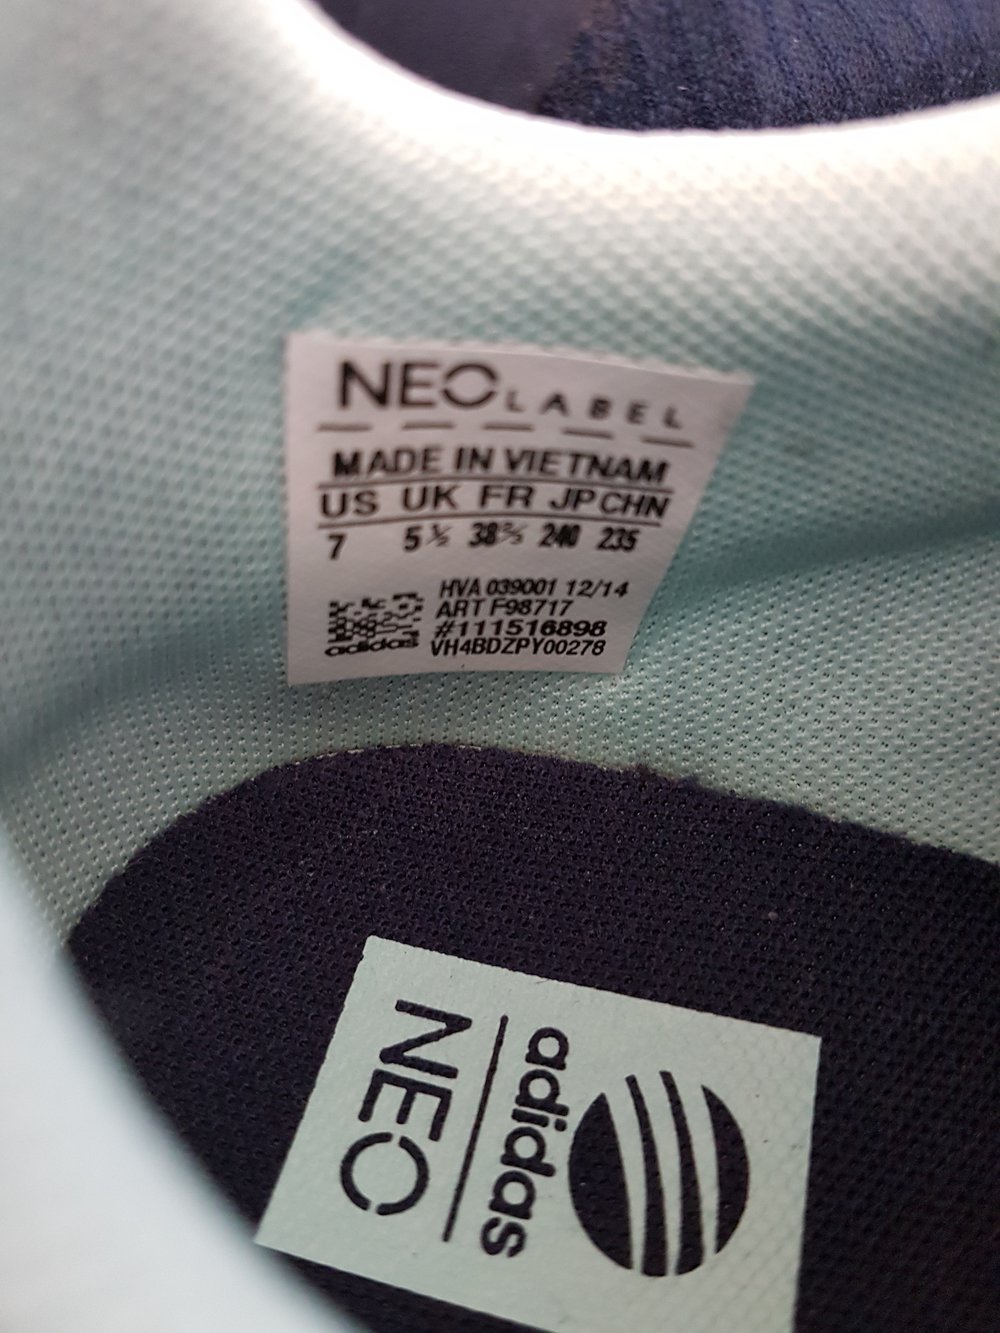 NEO LABEL
MADE IN VIETNAM
US UK FR JP CHN
7 5½ 38⅔ 240 235
HVA 039001 12/14
ART F98717
#111516898
adidas VH4BDZPY00278
adidas
NEO